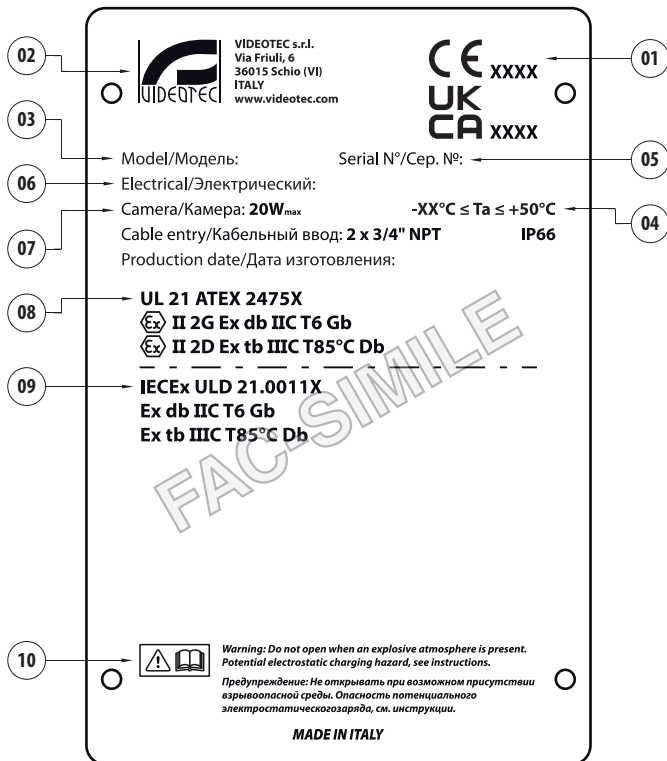 02
VIDEOTEC
VIDEOTEC s.r.l.
Via Friuli, 6
36015 Schio (VI)
ITALY
www.videotec.com
CE XXXX
01
UK
CA XXXX
03
Model/Модель:
Serial N°/Сер. №:
05
06
Electrical/Электрический:
07
Camera/Камера: 20Wmax
-XX°C ≤ Ta ≤ +50°C
04
Cable entry/Кабельный ввод: 2 x 3/4" NPT
IP66
Production date/Дата изготовления:
08
UL 21 ATEX 2475X
Ex II 2G Ex db IIC T6 Gb
Ex II 2D Ex tb IIIC T85°C Db
09
IECEx ULD 21.0011X
Ex db IIC T6 Gb
Ex tb IIIC T85°C Db
FAC-SIMILE
10
Warning: Do not open when an explosive atmosphere is present.
Potential electrostatic charging hazard, see instructions.
Предупреждение: Не открывать при возможном присутствии
взрывоопасной среды. Опасность потенциального
электростатическогозаряда, см. инструкции.
MADE IN ITALY